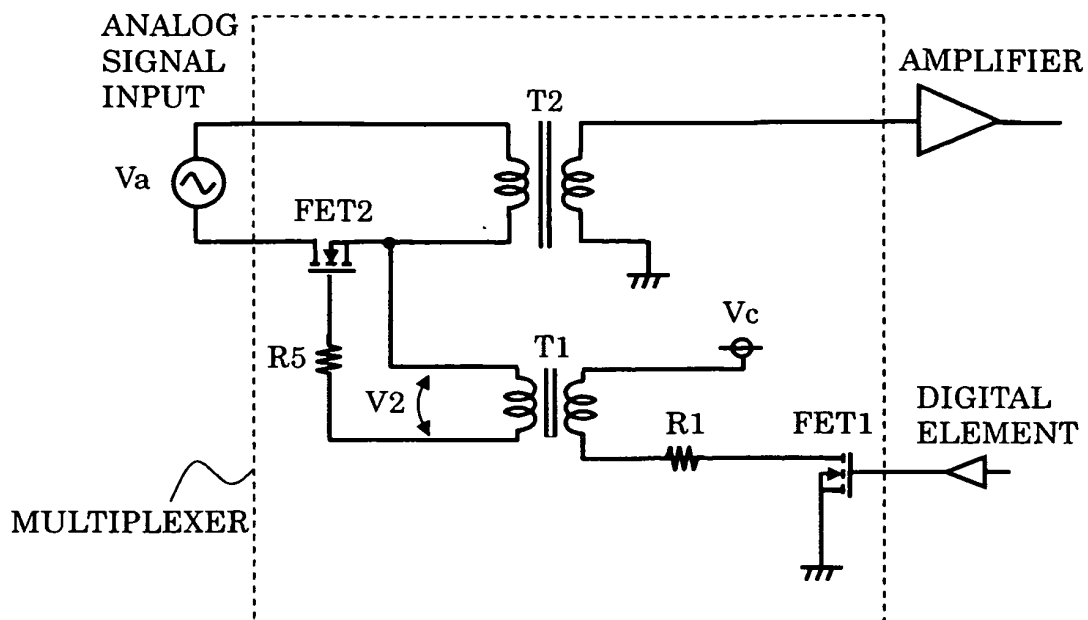 ANALOG
SIGNAL
INPUT
AMPLIFIER
T2
Va
FET2
Vc
R5
T1
V2
R1
FET1
DIGITAL
ELEMENT
MULTIPLEXER